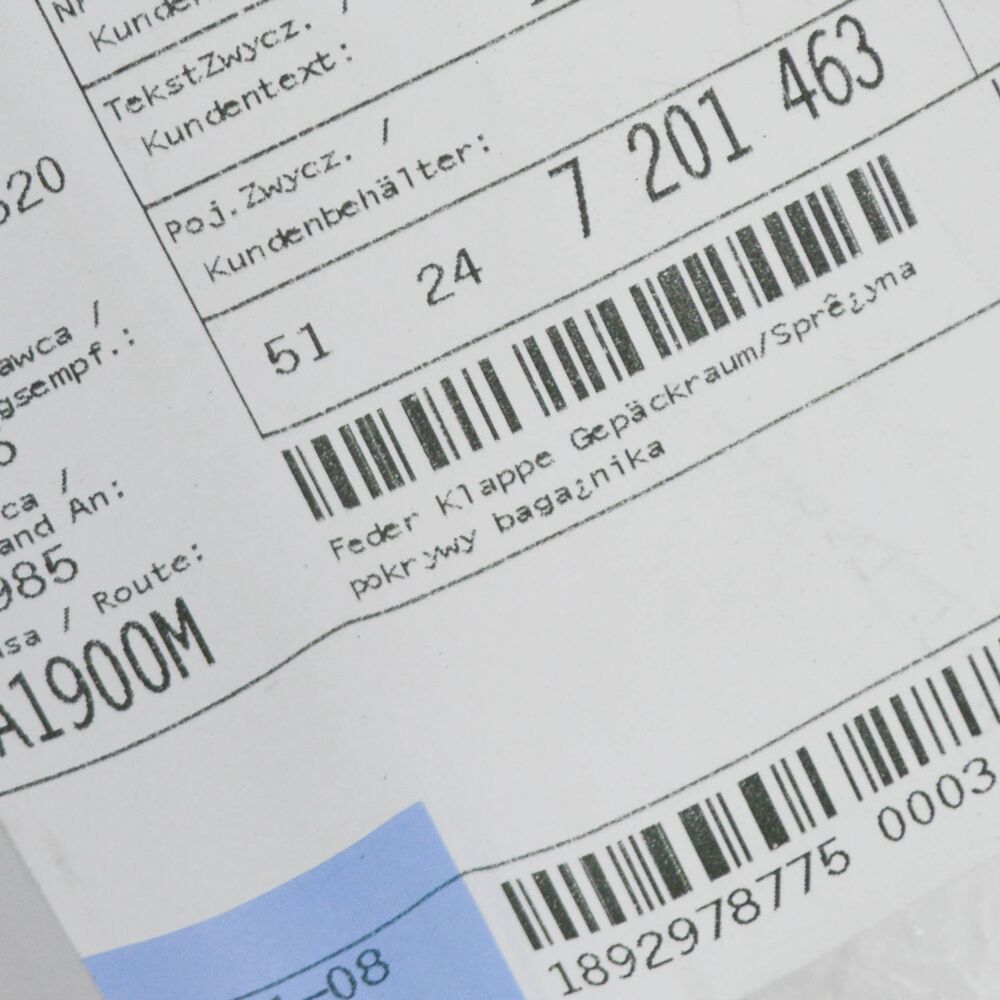 Nr
Kunden
TekstZwycz. /
Kundentext:
Poj.Zwycz. /
Kundenbehälter:
51 24 7 201 463
Feder Klappe Gepäckraum/Sprê¿yna
pokrywy baga¿nika
520
awca /
gsempf.:
ca /
and An:
985
sa / Route:
A1900M
1892978775 0003
-08